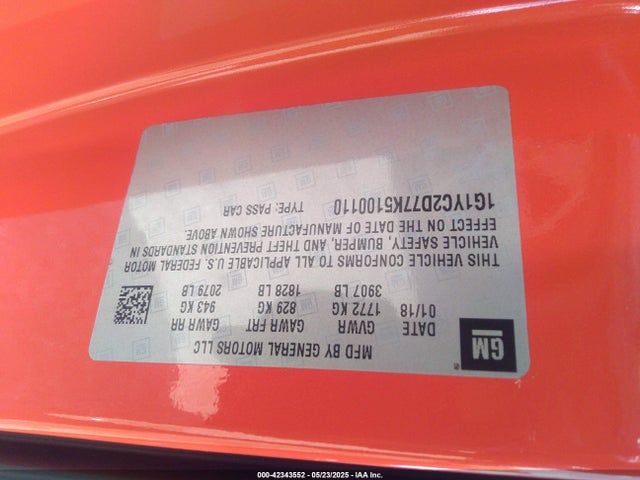 GM
MFD BY GENERAL MOTORS LLC
DATE GVWR GAWR FRT GAWR RR
01/18 1772 KG 829 KG 943 KG
3907 LB 1828 LB 2079 LB
THIS VEHICLE CONFORMS TO ALL APPLICABLE U.S. FEDERAL MOTOR
VEHICLE SAFETY, BUMPER, AND THEFT PREVENTION STANDARDS IN
EFFECT ON THE DATE OF MANUFACTURE SHOWN ABOVE.
1G1YC2D77K5100110 TYPE: PASS CAR
000-42343552 - 05/23/2025 - IAA Inc.